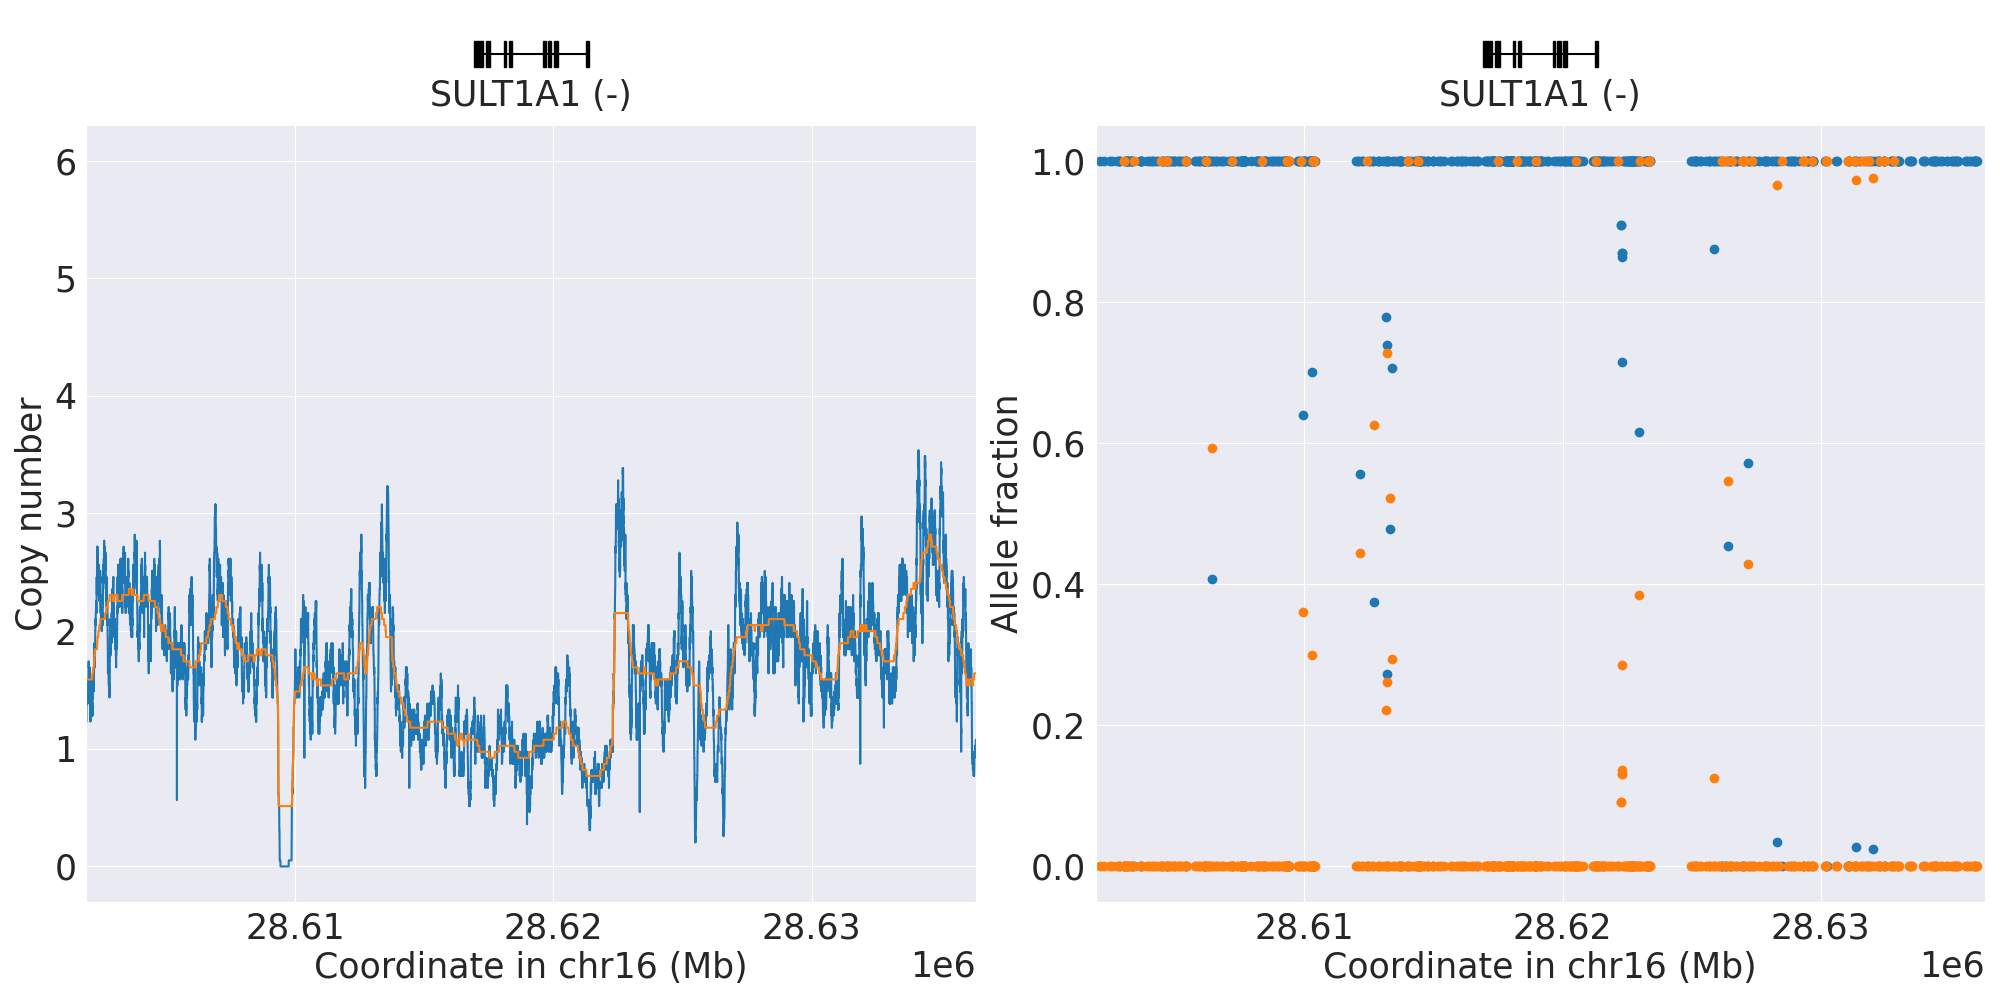 SULT1A1 (-)
6
5
4
3
2
1
0
Copy number
28.61
28.62
28.63
Coordinate in chr16 (Mb)
1e6
SULT1A1 (-)
1.0
0.8
0.6
0.4
0.2
0.0
Allele fraction
28.61
28.62
28.63
Coordinate in chr16 (Mb)
1e6